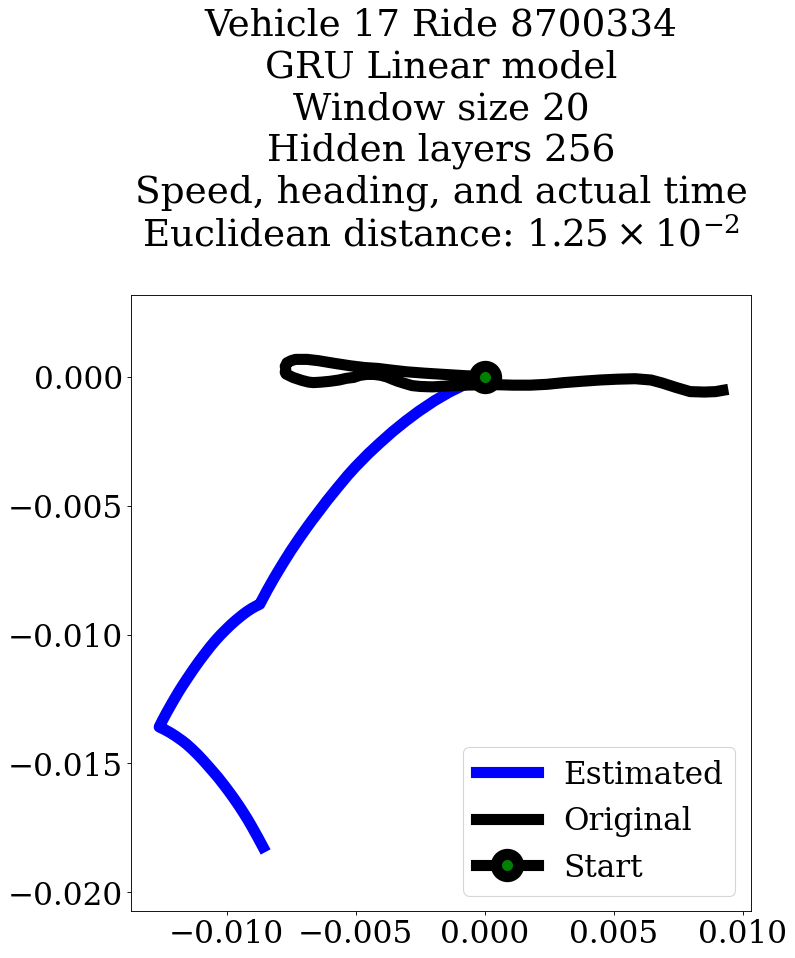 Vehicle 17 Ride 8700334
GRU Linear model
Window size 20
Hidden layers 256
Speed, heading, and actual time
Euclidean distance: 1.25 × 10⁻²
0.000
−0.005
−0.010
−0.015
−0.020
−0.010 −0.005 0.000 0.005 0.010
Estimated
Original
Start